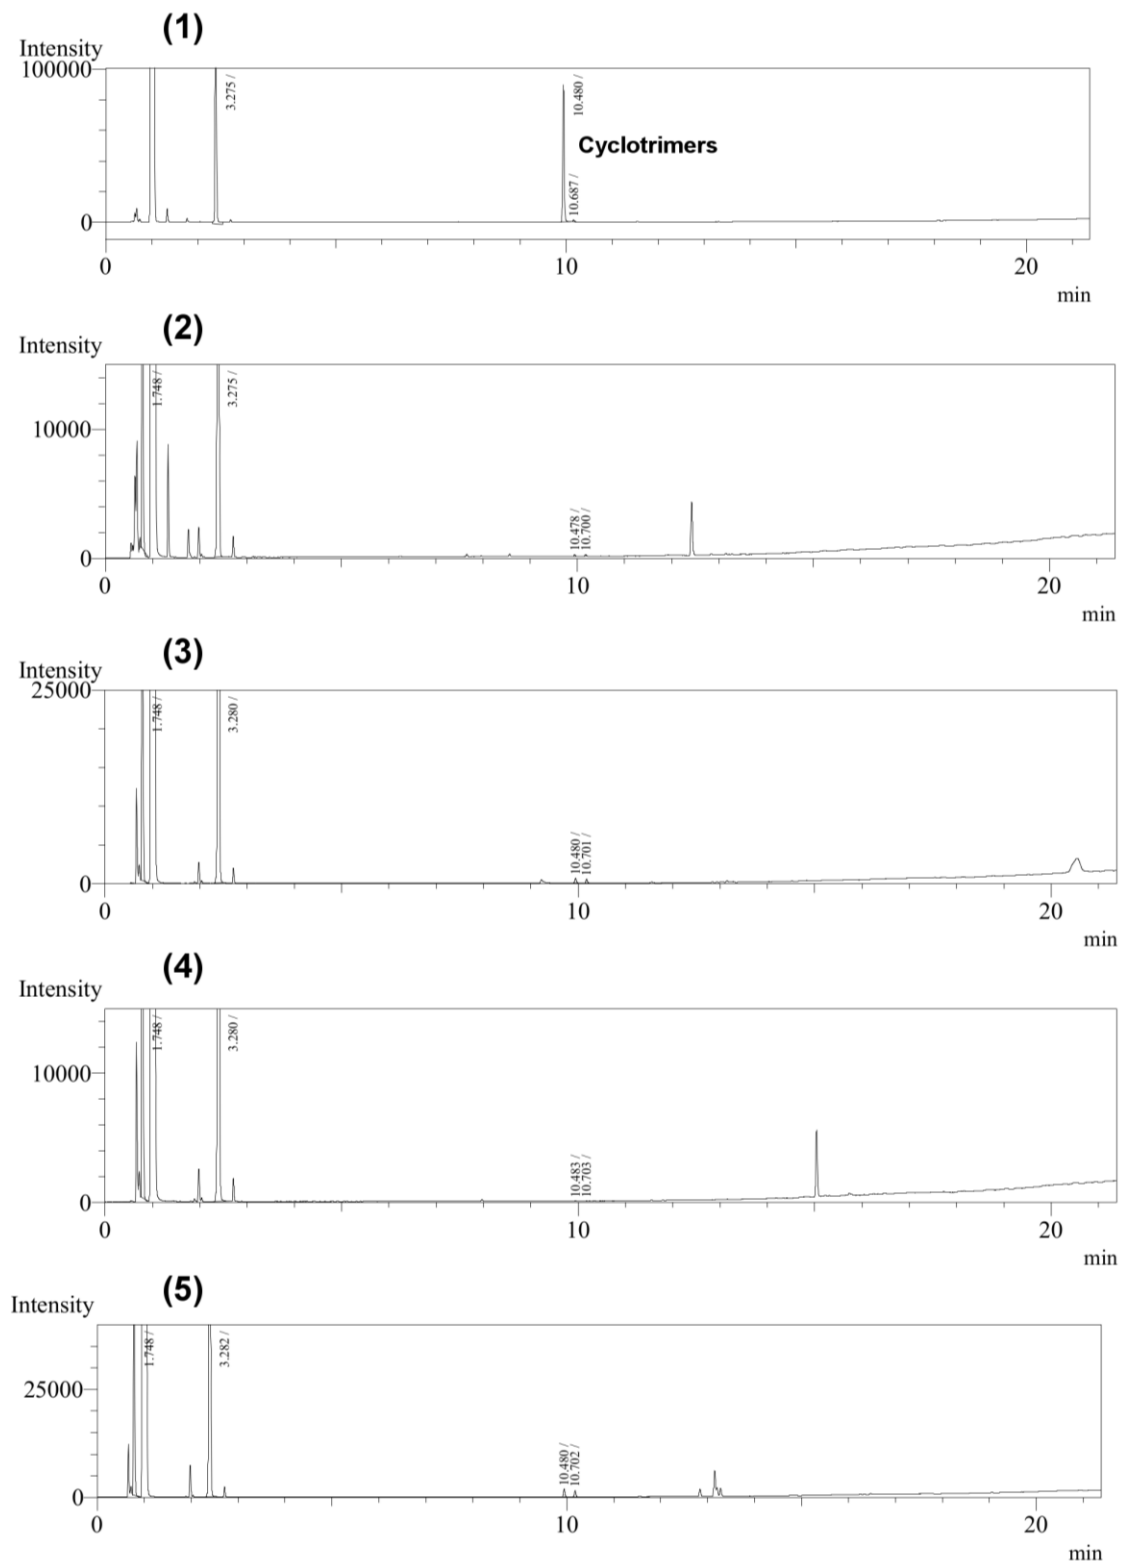 (1)
Intensity
100000
3.275 /
10.480 /
Cyclotrimers
10.687 /
0
0 10 20
min
(2)
Intensity
1.748 /
3.275 /
10000
10.478 /
10.700 /
0
0 10 20
min
(3)
Intensity
25000
1.748 /
3.280 /
10.480 /
10.701 /
0
0 10 20
min
(4)
Intensity
1.748 /
3.280 /
10000
10.483 /
10.703 /
0
0 10 20
min
(5)
Intensity
1.748 /
3.282 /
25000
10.480 /
10.702 /
0
0 10 20
min